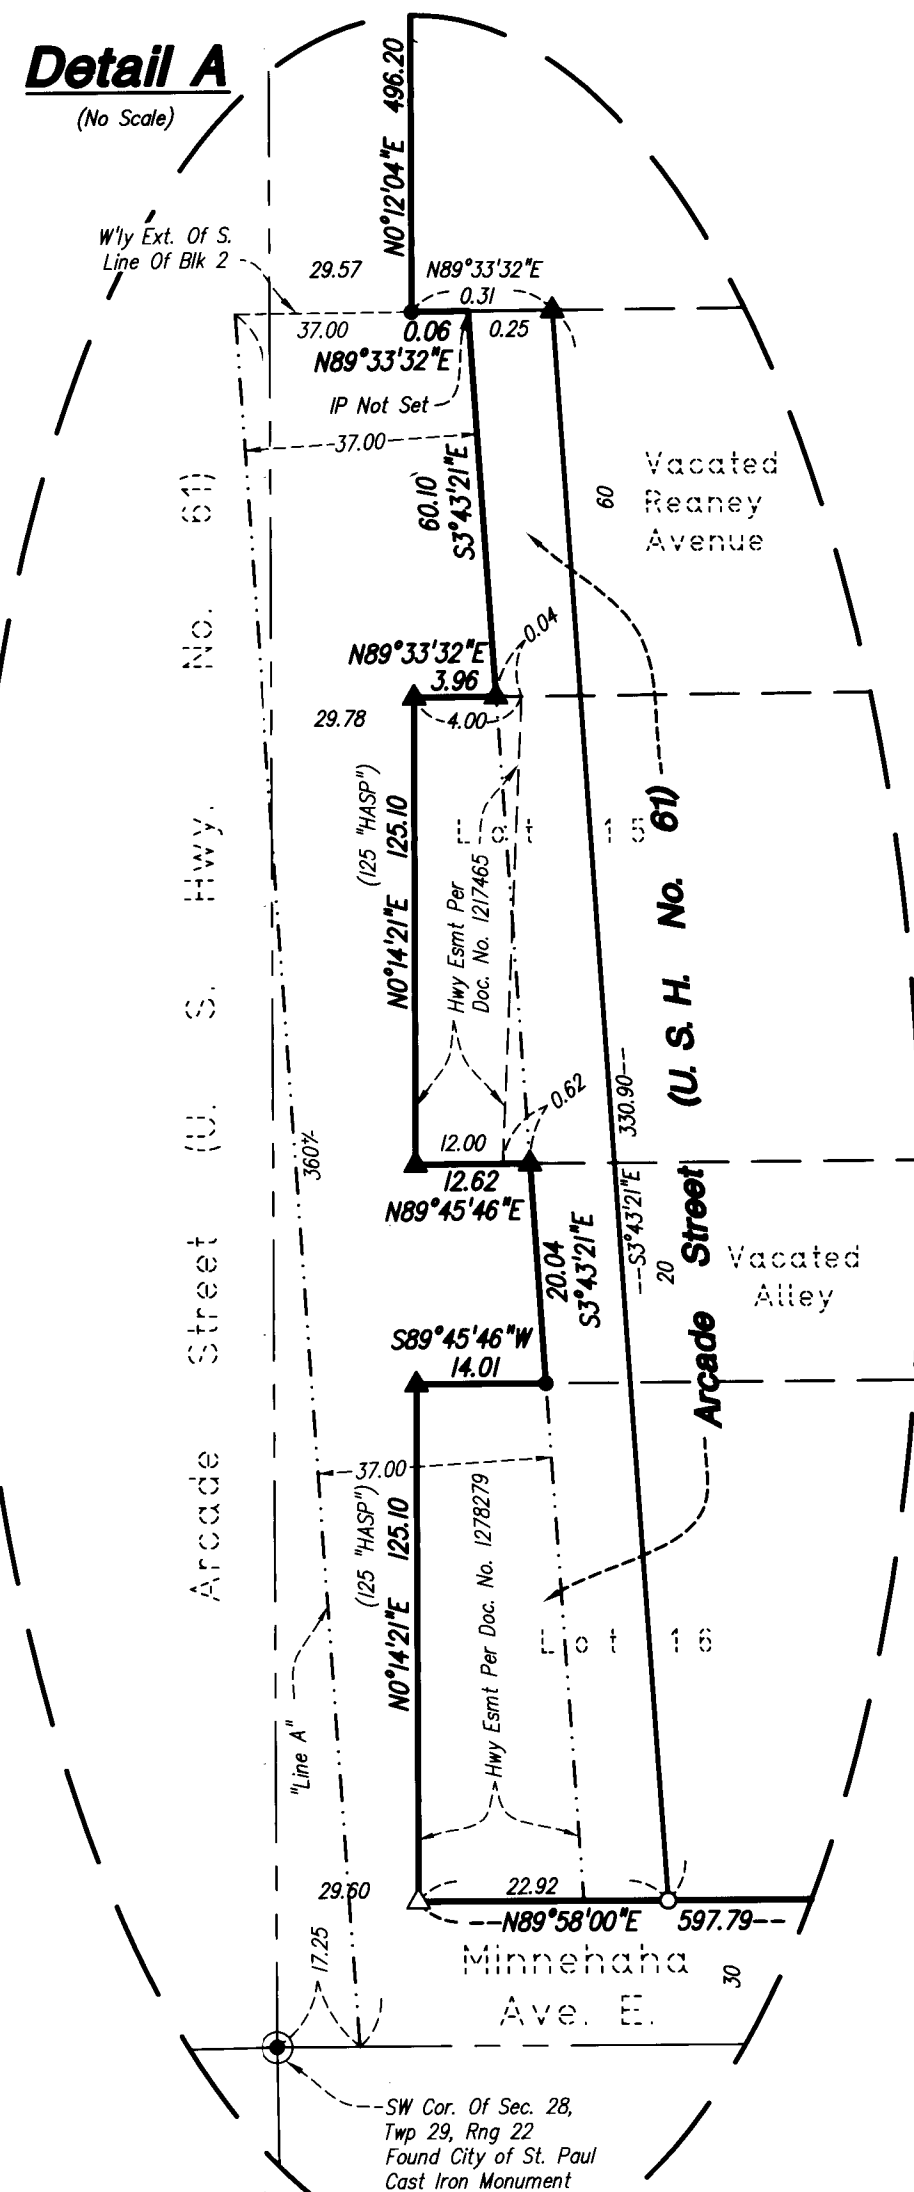 Detail A
(No Scale)
N0°12'04"E 496.20
W'ly Ext. Of S.
Line Of Blk 2
29.57
N89°33'32"E
0.31
37.00
0.06
0.25
N89°33'32"E
IP Not Set
37.00
60.10
S3°43'21"E
60
Vacated
Reaney
Avenue
0.04
N89°33'32"E
3.96
29.78
4.00
(125 "HASP")
N0°14'21"E 125.10
Hwy Esmt Per
Doc. No. 1217465
Lot 15
Arcade Street (U. S. Hwy. No. 61)
Arcade Street (U. S. H. No. 61)
360±
0.62
330.90
S3°43'21"E
12.00
12.62
N89°45'46"E
20.04
S3°43'21"E
20
Vacated
Alley
S89°45'46"W
14.01
37.00
(125 "HASP")
N0°14'21"E 125.10
Hwy Esmt Per Doc. No. 1278279
Lot 16
"Line A"
29.60
22.92
N89°58'00"E 597.79
17.25
Minnehaha
Ave. E.
30
SW Cor. Of Sec. 28,
Twp 29, Rng 22
Found City of St. Paul
Cast Iron Monument